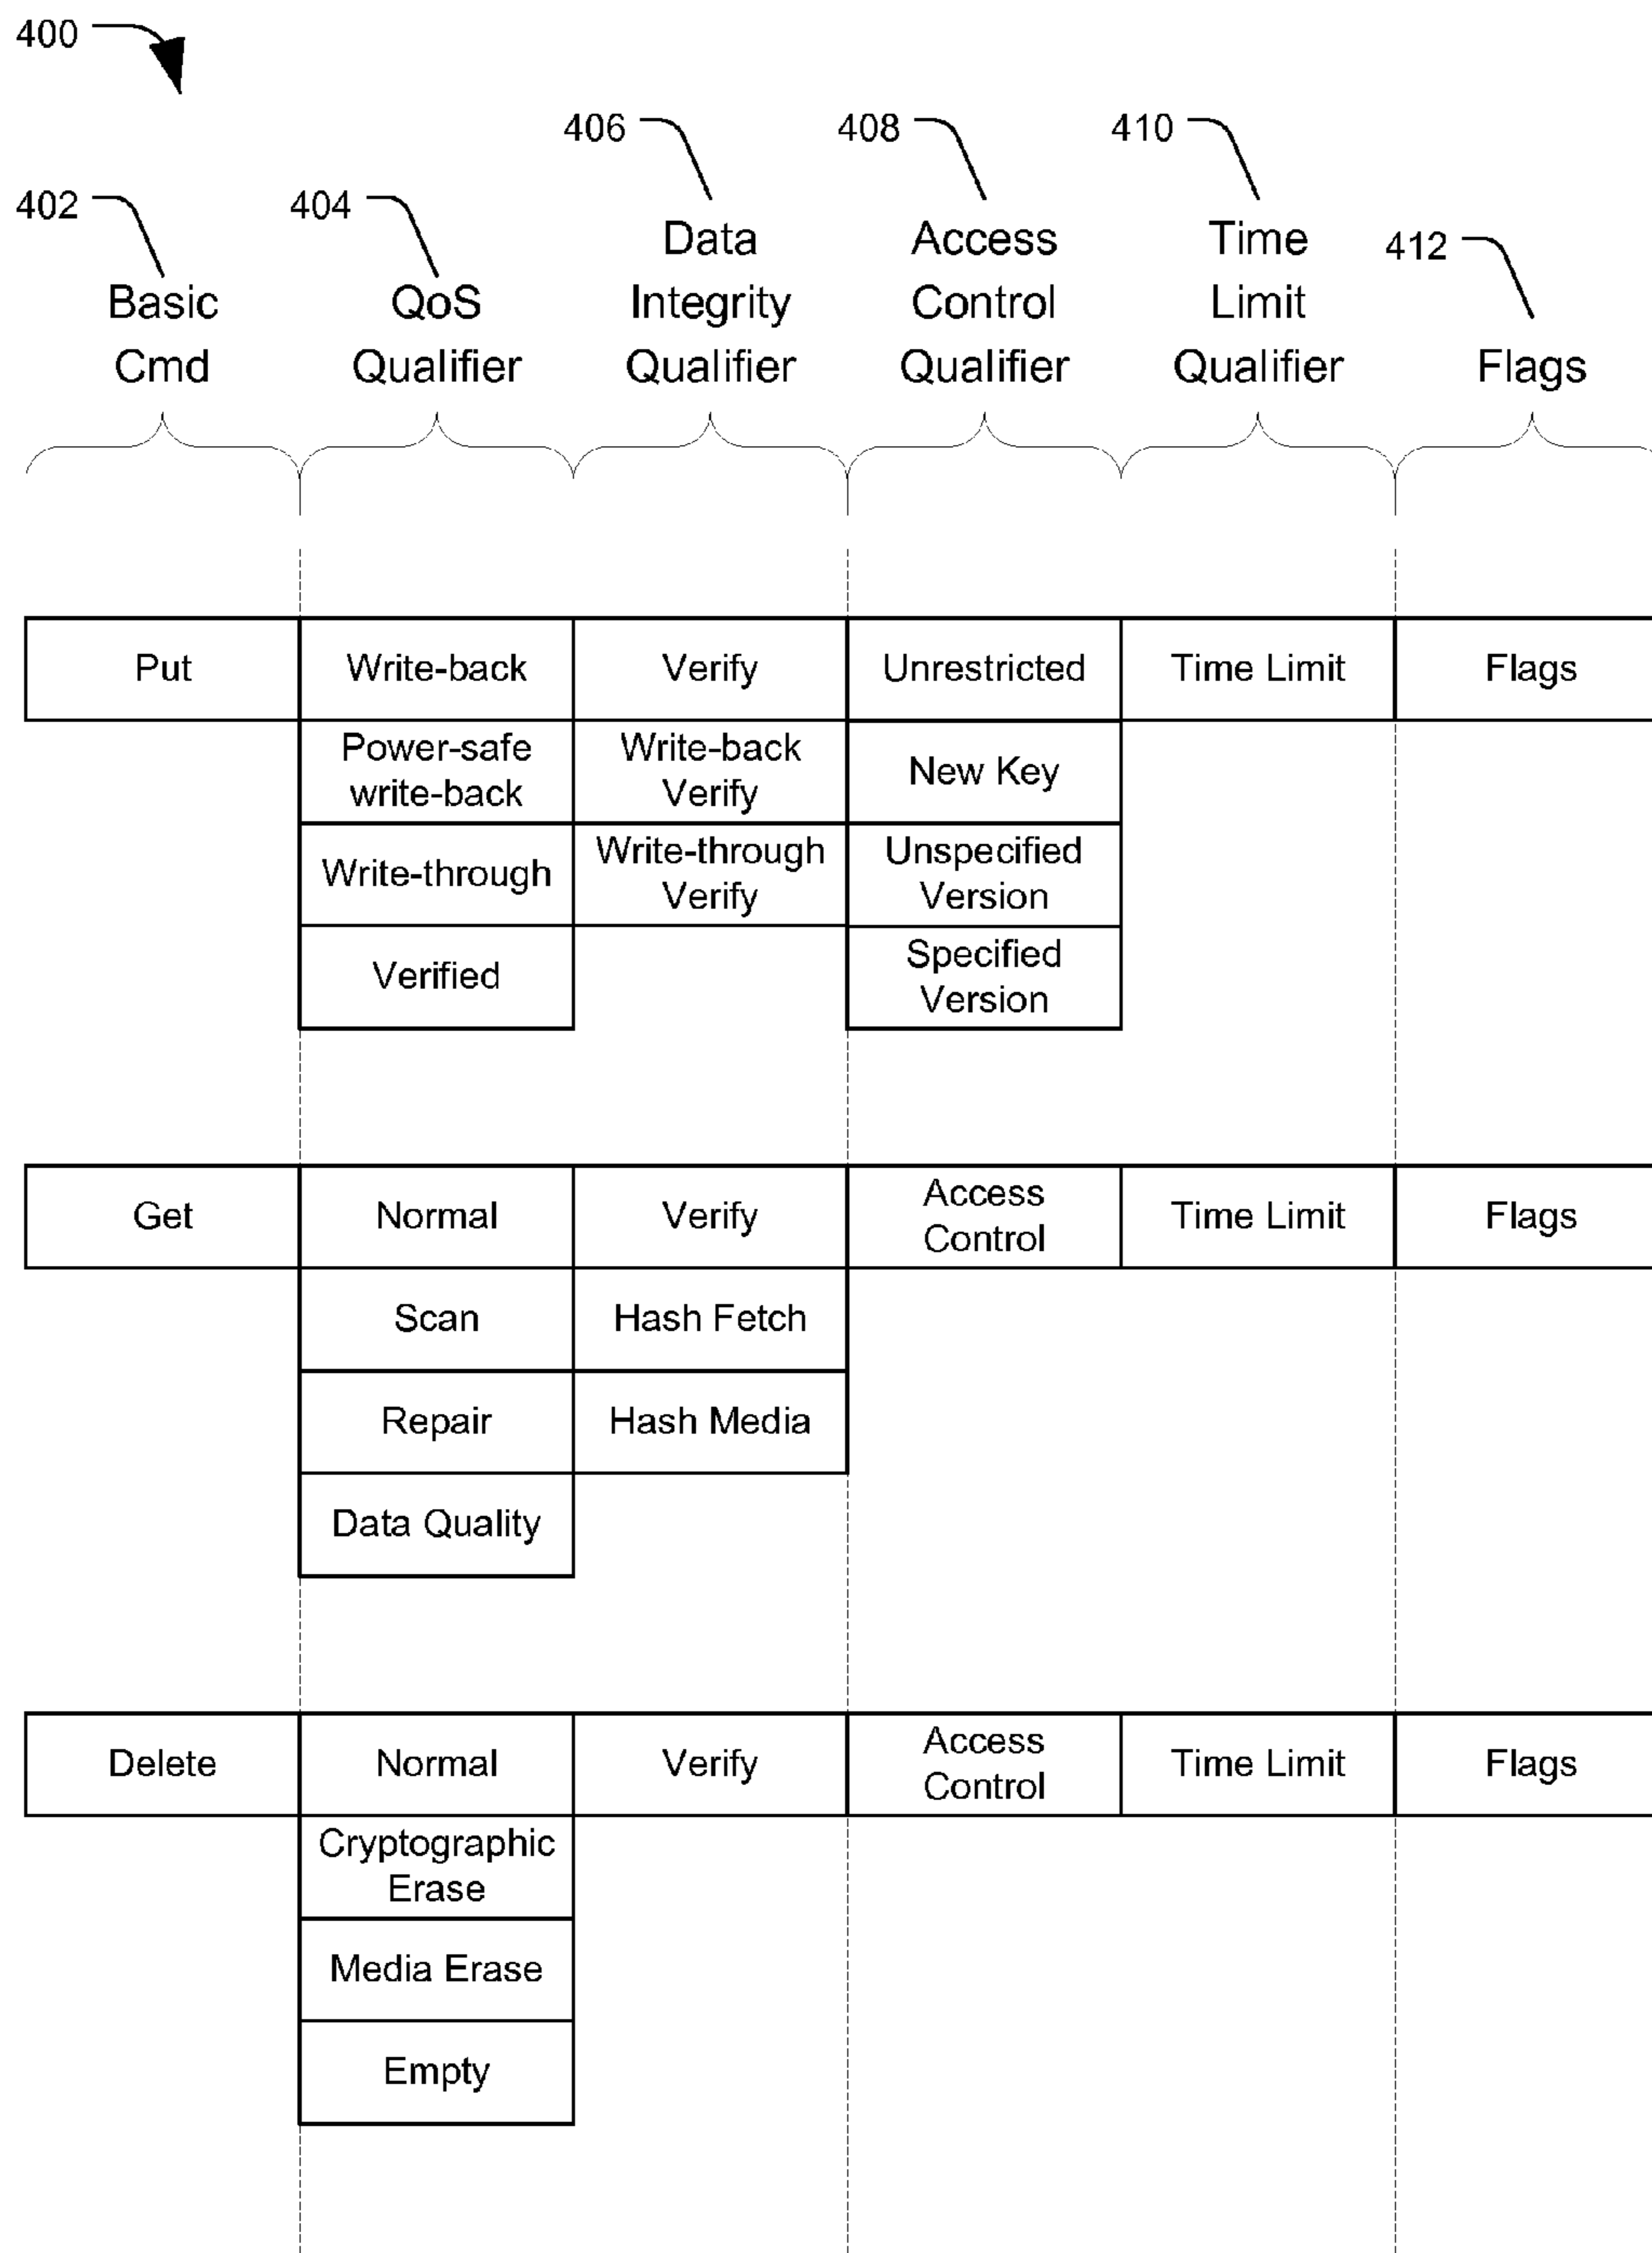 400
406
408
410
402
404
412
Data
Access
Time
Basic
QoS
Integrity
Control
Limit
Cmd
Qualifier
Qualifier
Qualifier
Qualifier
Flags
Put
Write-back
Verify
Unrestricted
Time Limit
Flags
Power-safe
write-back
Write-back
Verify
New Key
Write-through
Write-through
Verify
Unspecified
Version
Verified
Specified
Version
Get
Normal
Verify
Access
Control
Time Limit
Flags
Scan
Hash Fetch
Repair
Hash Media
Data Quality
Delete
Normal
Verify
Access
Control
Time Limit
Flags
Cryptographic
Erase
Media Erase
Empty